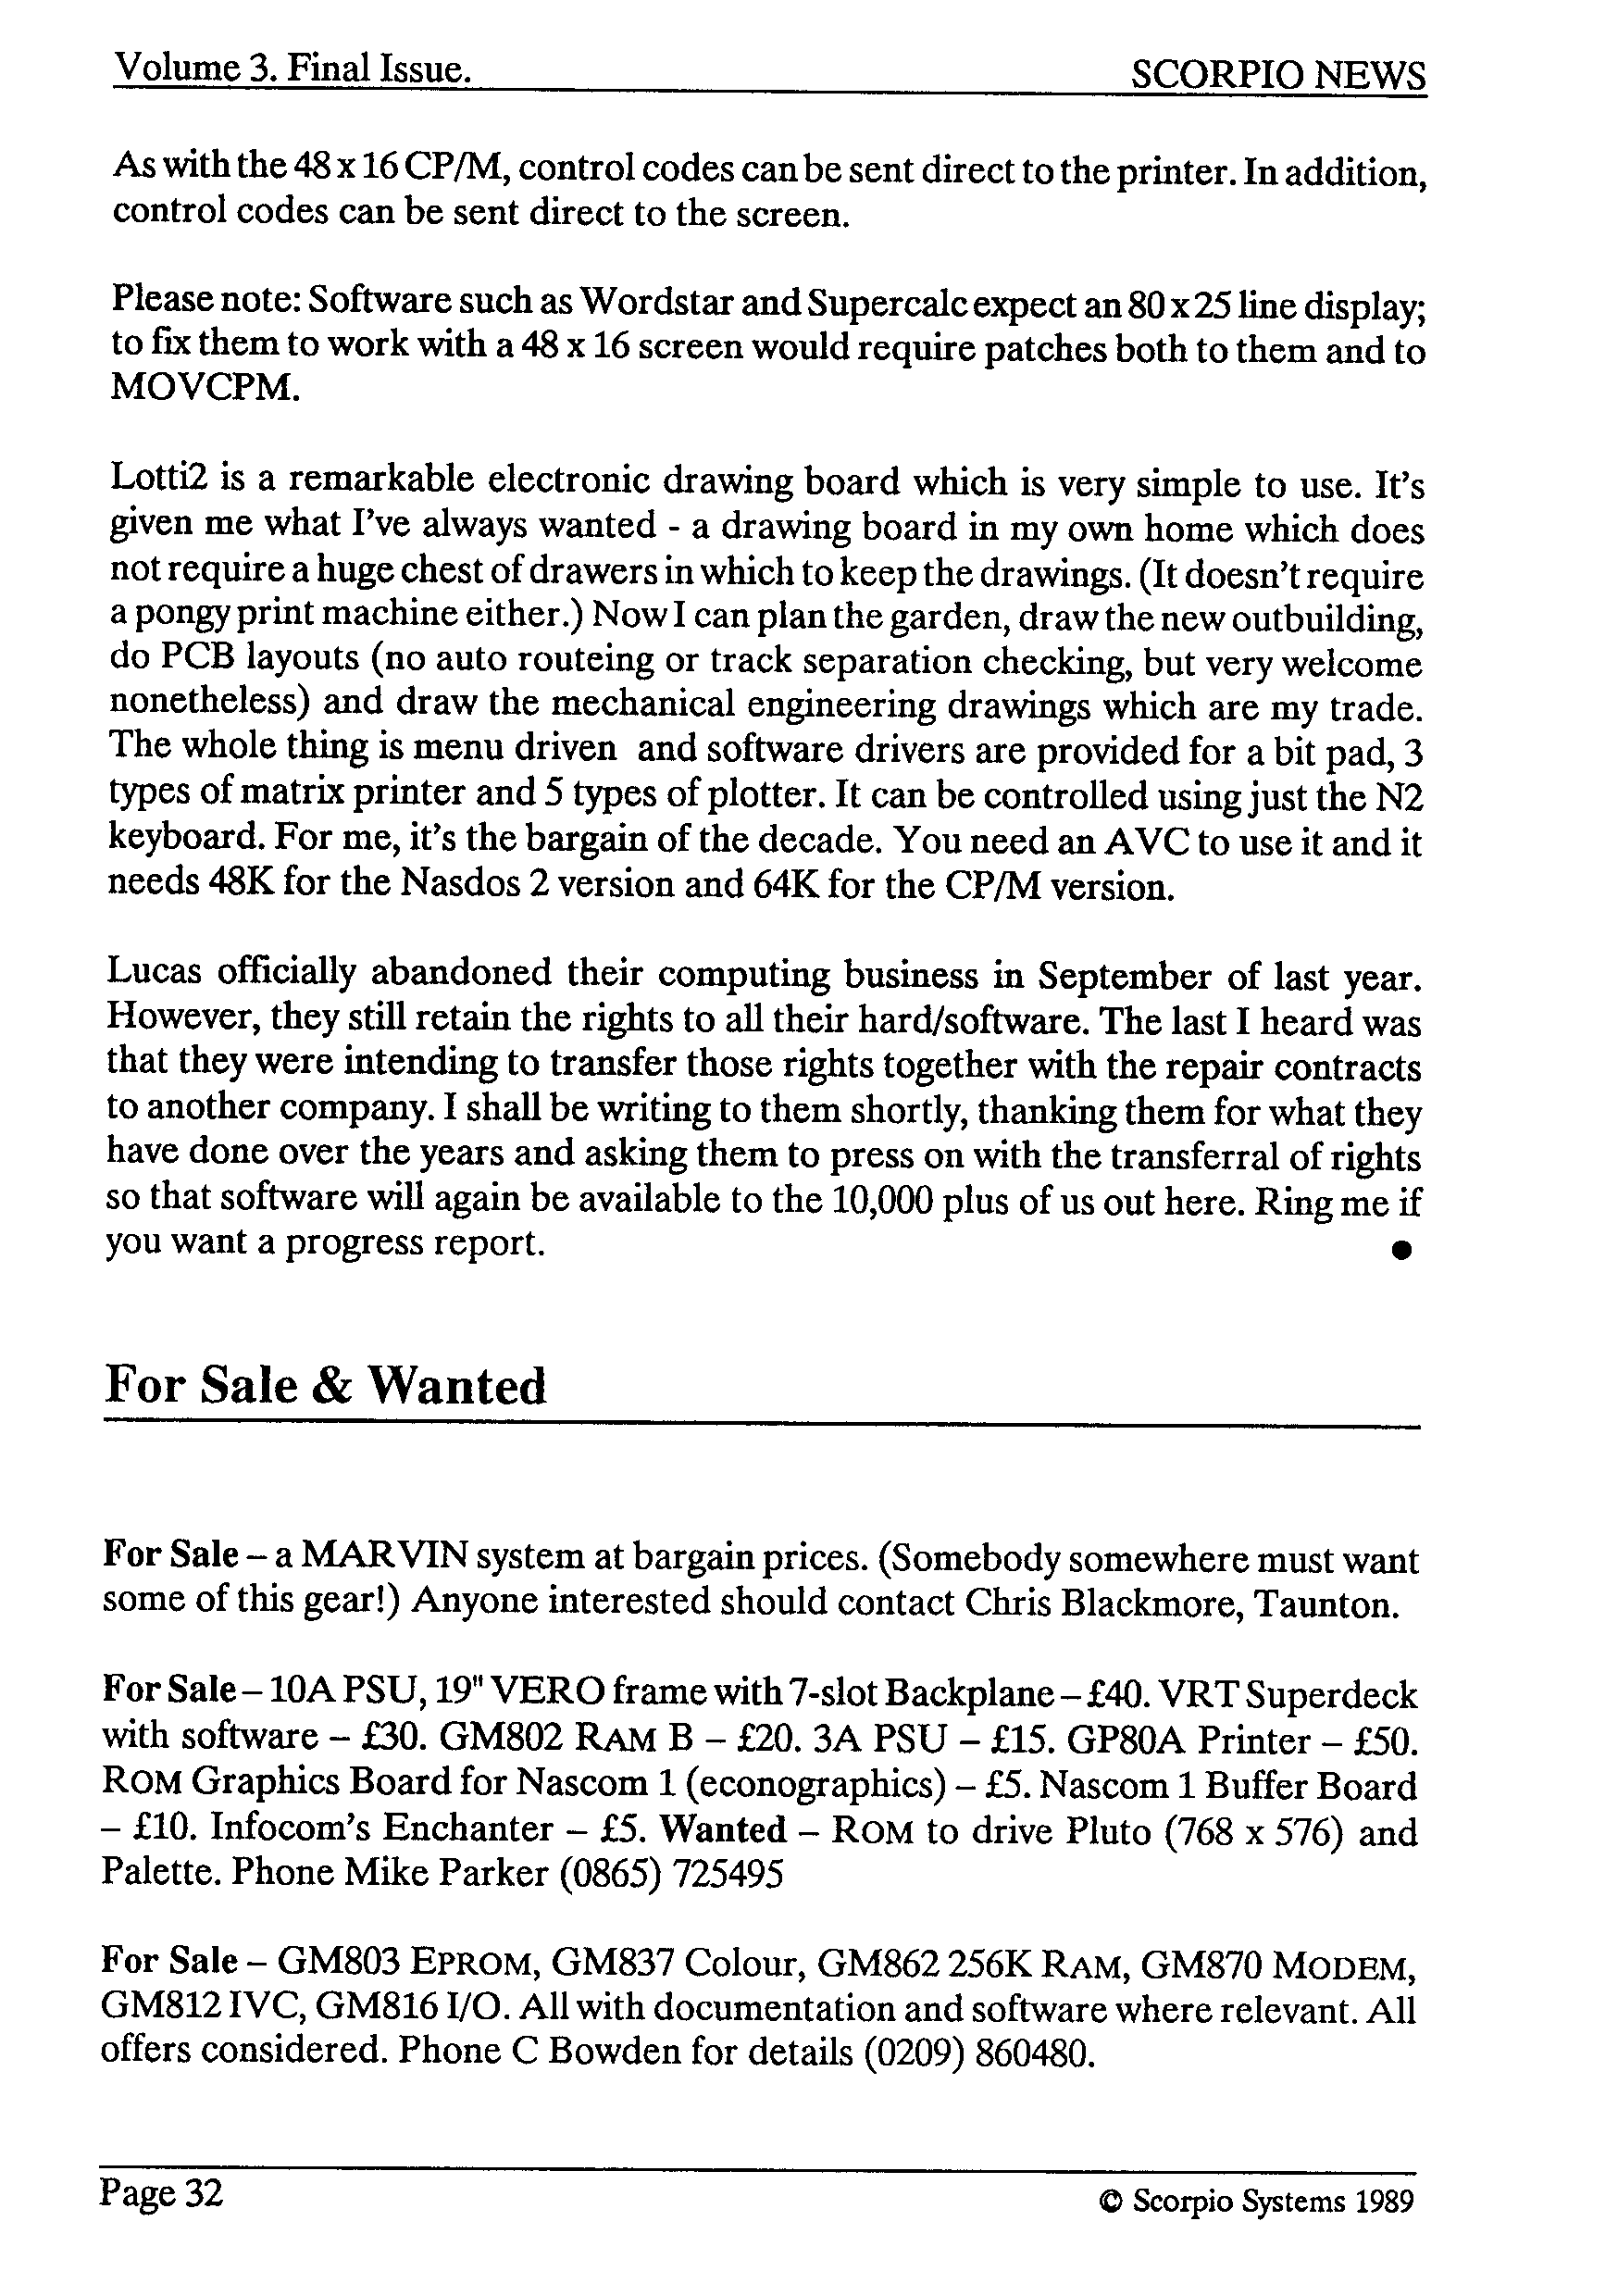 Volume 3. Final Issue. SCORPIO NEWS
As with the 48 x 16 CP/M, control codes can be sent direct to the printer. In addition,
control codes can be sent direct to the screen.
Please note: Software such as Wordstar and Supercalc expect an 80 x 25 line display;
to fix them to work with a 48 x 16 screen would require patches both to them and to
MOVCPM.
Lotti2 is a remarkable electronic drawing board which is very simple to use. It's
given me what I've always wanted - a drawing board in my own home which does
not require a huge chest of drawers in which to keep the drawings. (It doesn't require
a pongy print machine either.) Now I can plan the garden, draw the new outbuilding,
do PCB layouts (no auto routeing or track separation checking, but very welcome
nonetheless) and draw the mechanical engineering drawings which are my trade.
The whole thing is menu driven and software drivers are provided for a bit pad, 3
types of matrix printer and 5 types of plotter. It can be controlled using just the N2
keyboard. For me, it's the bargain of the decade. You need an AVC to use it and it
needs 48K for the Nasdos 2 version and 64K for the CP/M version.
Lucas officially abandoned their computing business in September of last year.
However, they still retain the rights to all their hard/software. The last I heard was
that they were intending to transfer those rights together with the repair contracts
to another company. I shall be writing to them shortly, thanking them for what they
have done over the years and asking them to press on with the transferral of rights
so that software will again be available to the 10,000 plus of us out here. Ring me if
you want a progress report. ●
For Sale & Wanted
For Sale – a MARVIN system at bargain prices. (Somebody somewhere must want
some of this gear!) Anyone interested should contact Chris Blackmore, Taunton.
For Sale – 10A PSU, 19" VERO frame with 7-slot Backplane – £40. VRT Superdeck
with software – £30. GM802 RAM B – £20. 3A PSU – £15. GP80A Printer – £50.
ROM Graphics Board for Nascom 1 (econographics) – £5. Nascom 1 Buffer Board
– £10. Infocom's Enchanter – £5. Wanted – ROM to drive Pluto (768 x 576) and
Palette. Phone Mike Parker (0865) 725495
For Sale – GM803 EPROM, GM837 Colour, GM862 256K RAM, GM870 MODEM,
GM812 IVC, GM816 I/O. All with documentation and software where relevant. All
offers considered. Phone C Bowden for details (0209) 860480.
Page 32 © Scorpio Systems 1989